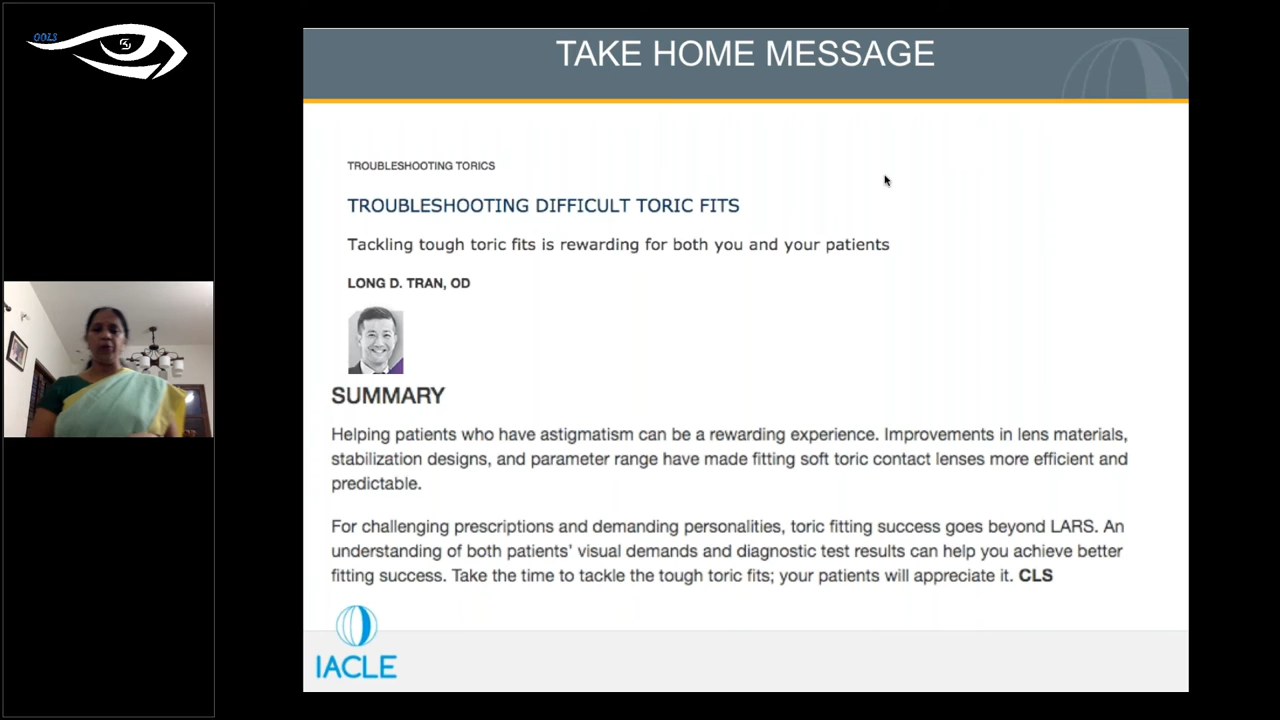 OOLS
TAKE HOME MESSAGE
TROUBLESHOOTING TORICS
TROUBLESHOOTING DIFFICULT TORIC FITS
Tackling tough toric fits is rewarding for both you and your patients
LONG D. TRAN, OD
SUMMARY
Helping patients who have astigmatism can be a rewarding experience. Improvements in lens materials,
stabilization designs, and parameter range have made fitting soft toric contact lenses more efficient and
predictable.
For challenging prescriptions and demanding personalities, toric fitting success goes beyond LARS. An
understanding of both patients' visual demands and diagnostic test results can help you achieve better
fitting success. Take the time to tackle the tough toric fits; your patients will appreciate it. CLS
IACLE